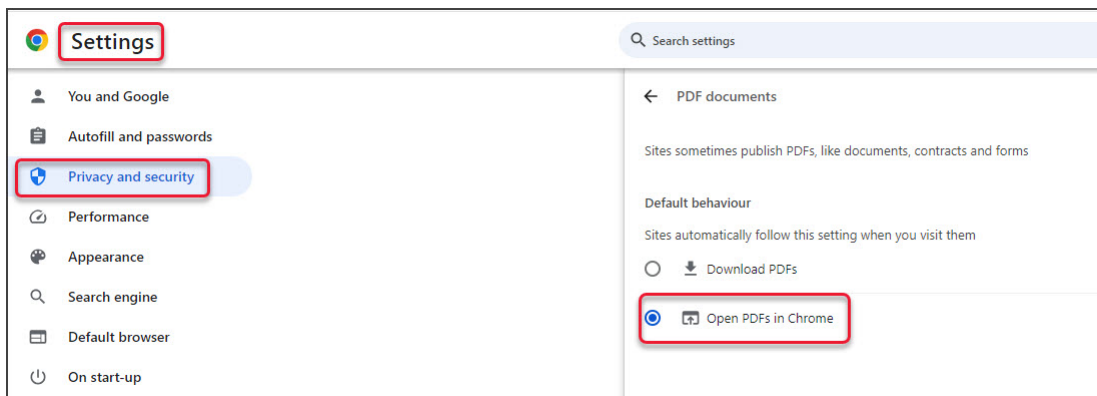 Settings
Search settings
You and Google
Autofill and passwords
Privacy and security
Performance
Appearance
Search engine
Default browser
On start-up
PDF documents
Sites sometimes publish PDFs, like documents, contracts and forms
Default behaviour
Sites automatically follow this setting when you visit them
Download PDFs
Open PDFs in Chrome